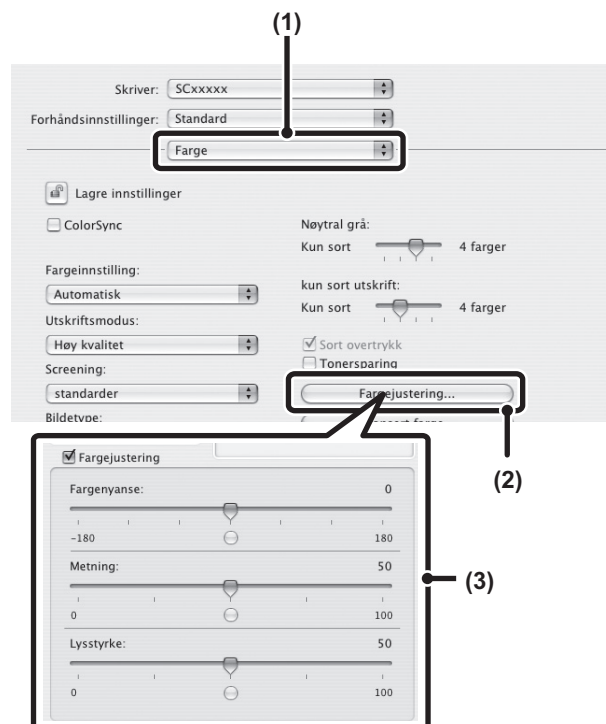 (1)
Skriver: SCxxxxx
Forhåndsinnstillinger: Standard
Farge
Lagre innstillinger
ColorSync
Fargeinnstilling:
Automatisk
Utskriftsmodus:
Høy kvalitet
Screening:
standarder
Bildetype:
Nøytral grå:
Kun sort 4 farger
kun sort utskrift:
Kun sort 4 farger
Sort overtrykk
Tonersparing
Fargejustering...
farge
(2)
Fargejustering
Fargenyanse: 0
-180 180
Metning: 50
0 100
Lysstyrke: 50
0 100
(3)